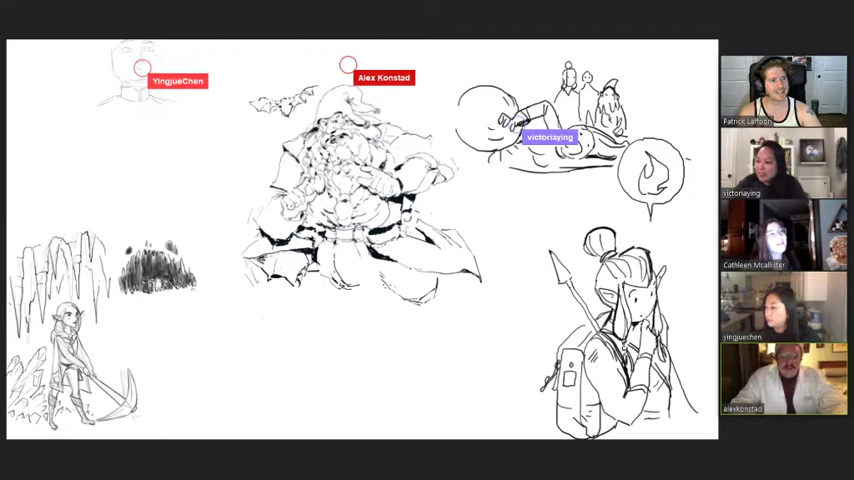 YingjueChen
Alex Konstad
victoriaying
Patrick Laffoon
victoriaying
Cathleen Mcallister
yingjuechen
alexkonstad